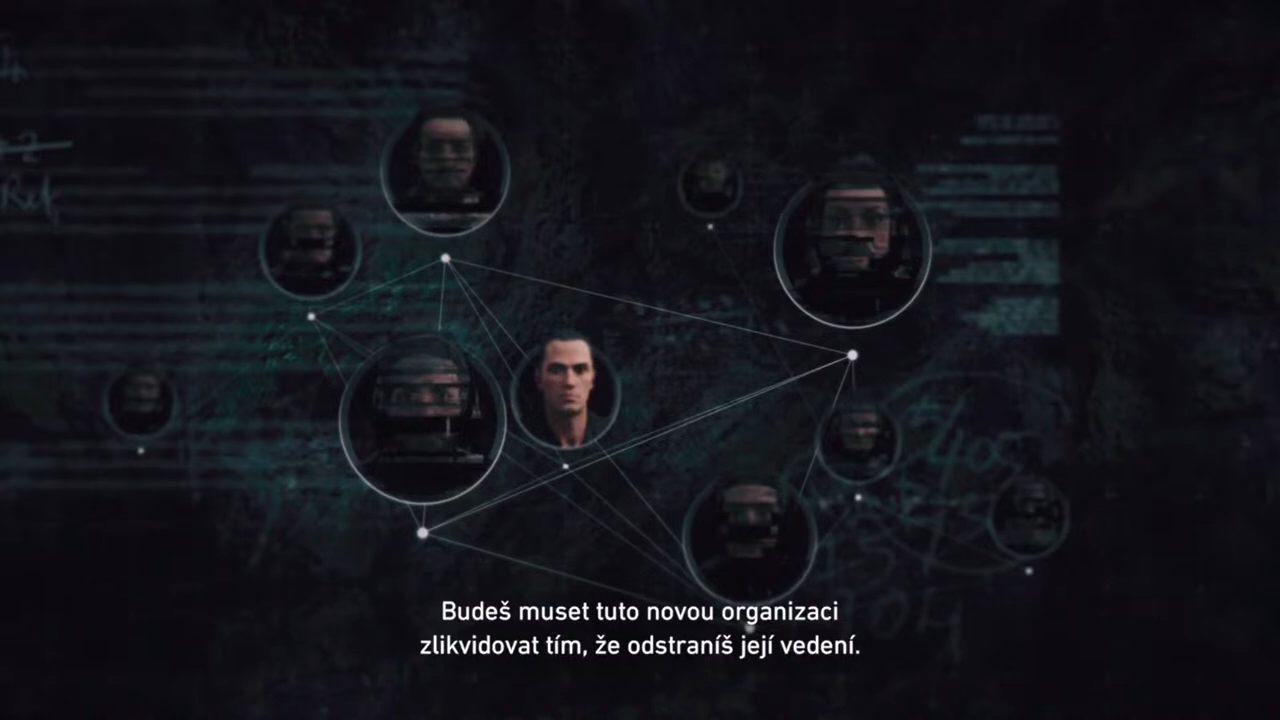 Budeš muset tuto novou organizaci
zlikvidovat tím, že odstraníš její vedení.